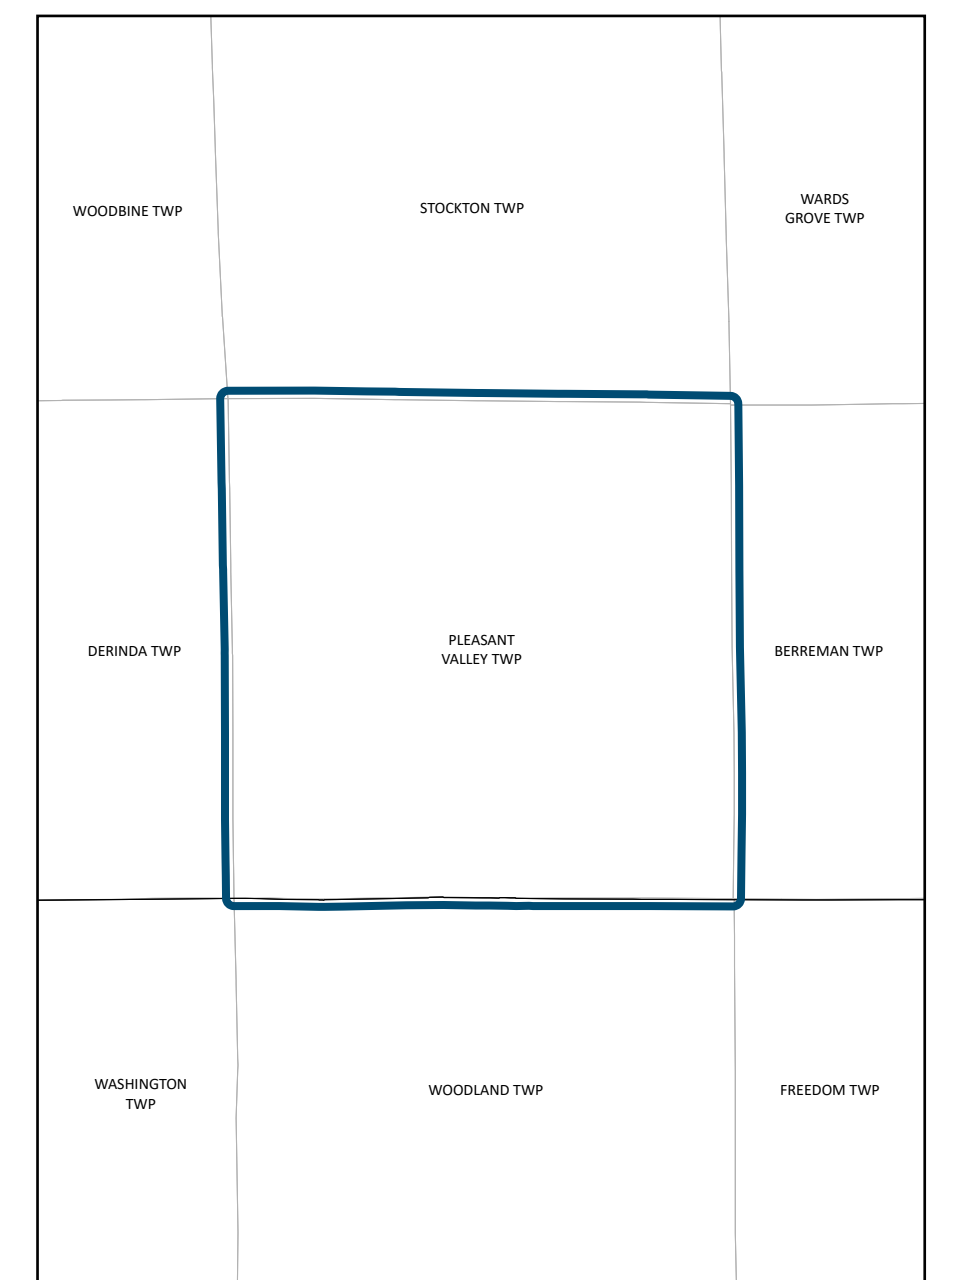 WOODBINE TWP
STOCKTON TWP
WARDS
GROVE TWP
DERINDA TWP
PLEASANT
VALLEY TWP
BERREMAN TWP
WASHINGTON
TWP
WOODLAND TWP
FREEDOM TWP